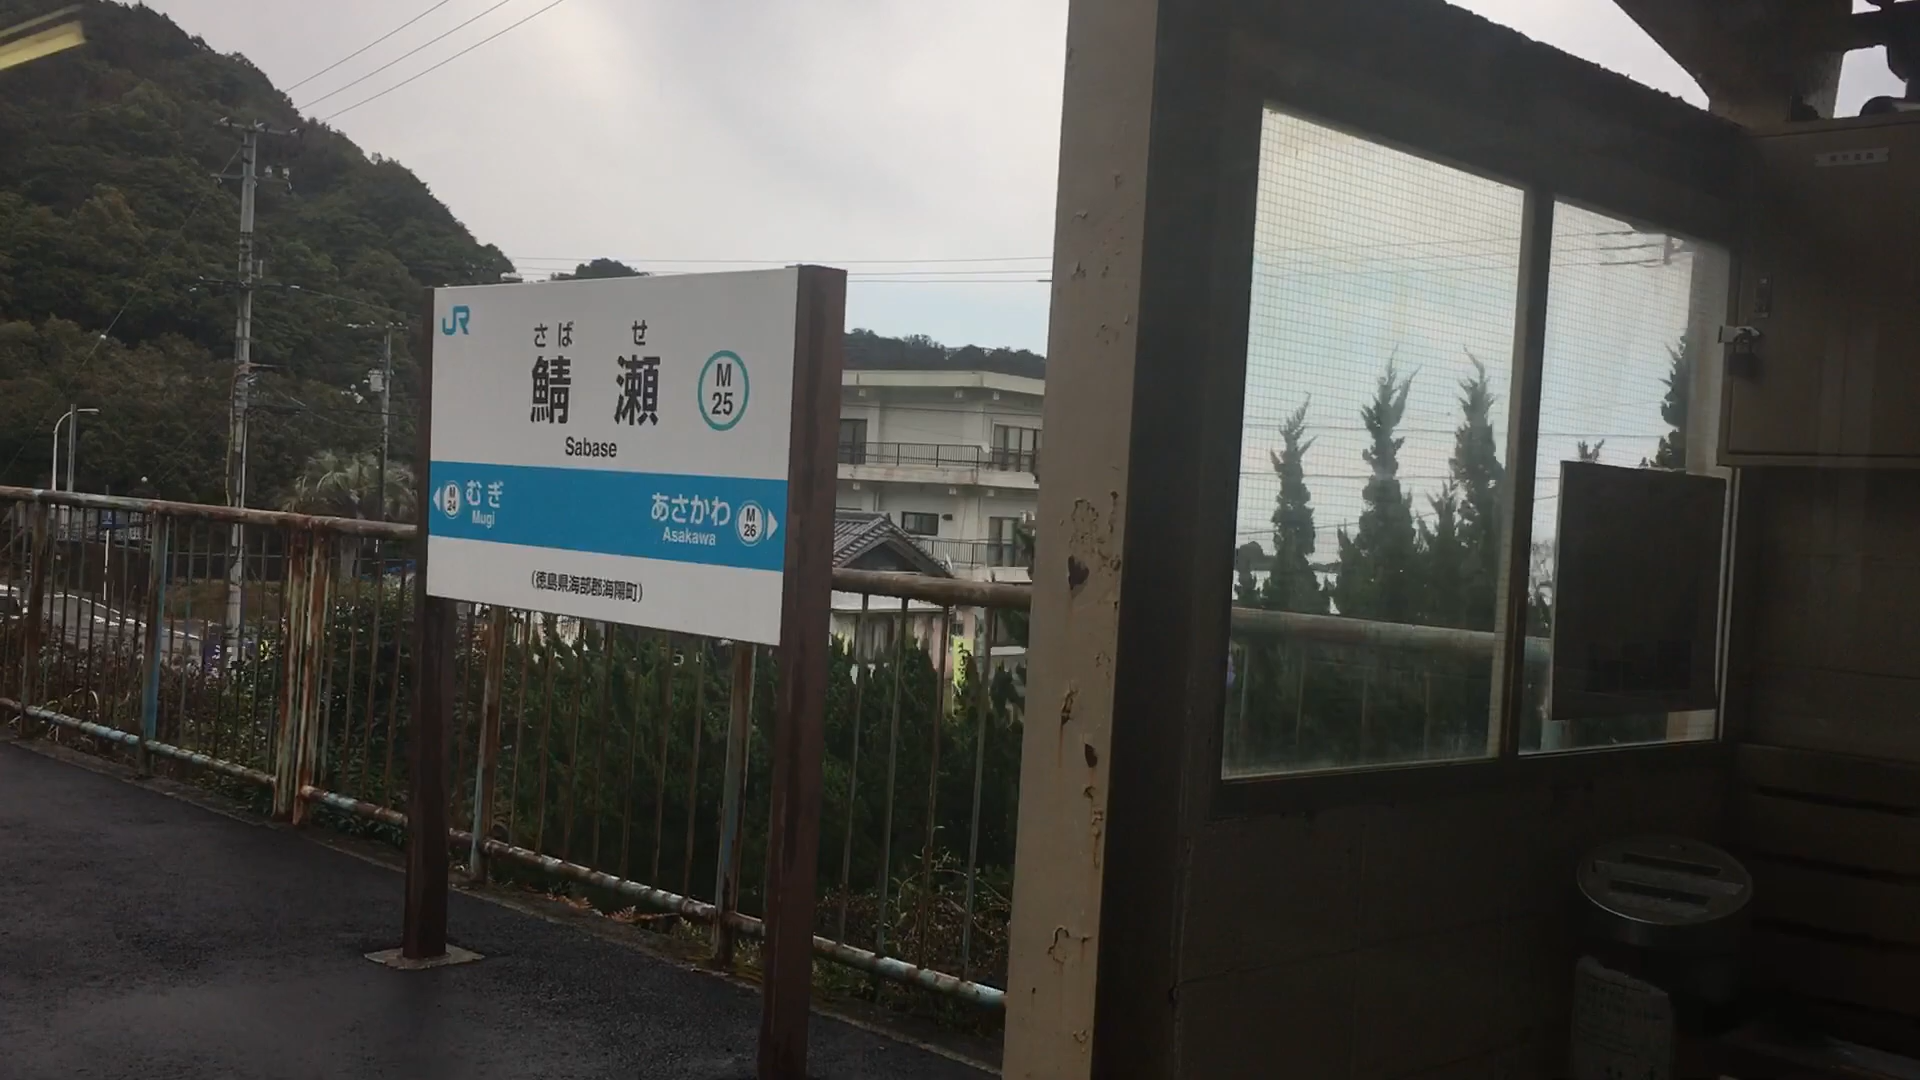 JR
さば せ
鯖 瀬
M
25
Sabase
M
24
むぎ
Mugi
あさかわ
Asakawa
M
26
(徳島県海部郡海陽町)